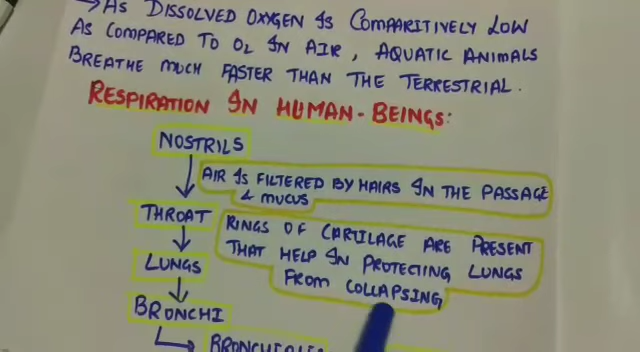 → AS DISSOLVED OXYGEN IS COMPARITIVELY LOW
AS COMPARED TO O₂ IN AIR, AQUATIC ANIMALS
BREATHE MUCH FASTER THAN THE TERRESTRIAL.
RESPIRATION IN HUMAN-BEINGS:
NOSTRILS
AIR IS FILTERED BY HAIRS IN THE PASSAGE
& MUCUS
THROAT
RINGS OF CARTILAGE ARE PRESENT
THAT HELP IN PROTECTING LUNGS
FROM COLLAPSING
LUNGS
BRONCHI